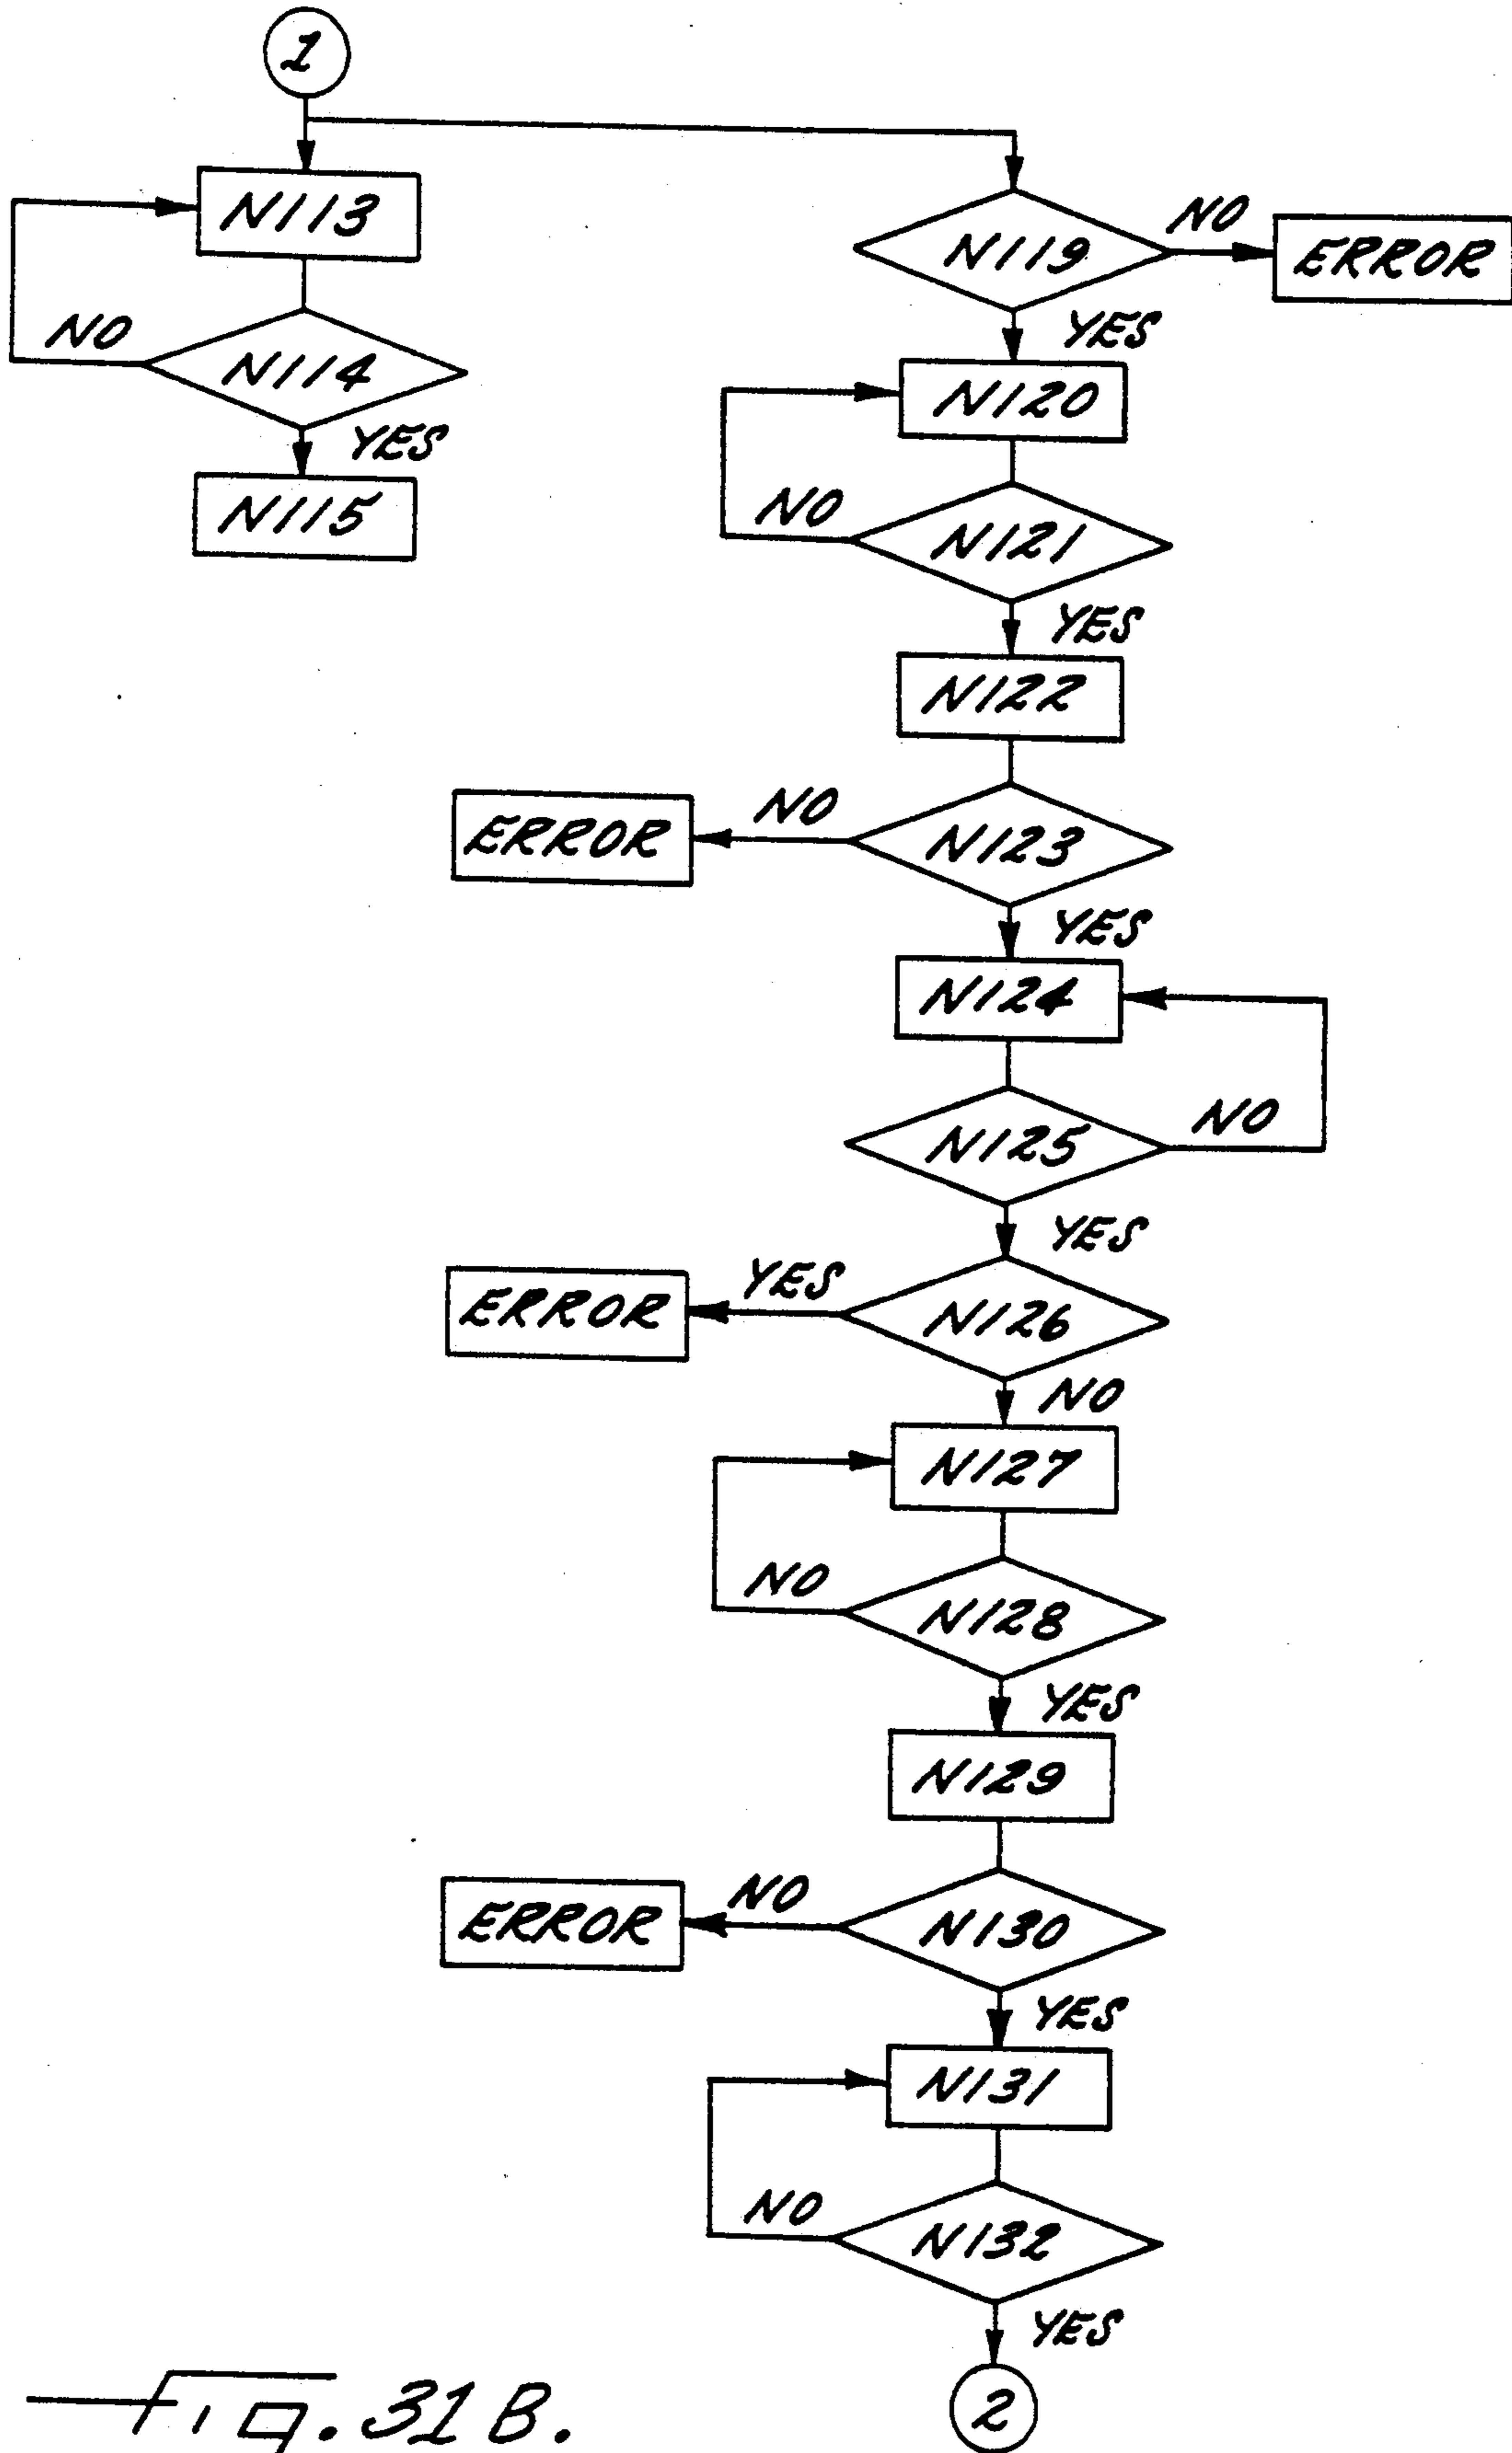 1
N113
NO
N114
YES
N115
N119
NO
ERROR
YES
N120
NO
N121
YES
N122
ERROR
NO
N123
YES
N124
N125
NO
YES
ERROR
YES
N126
NO
N127
NO
N128
YES
N129
ERROR
NO
N130
YES
N131
NO
N132
YES
2
Fig. 31B.